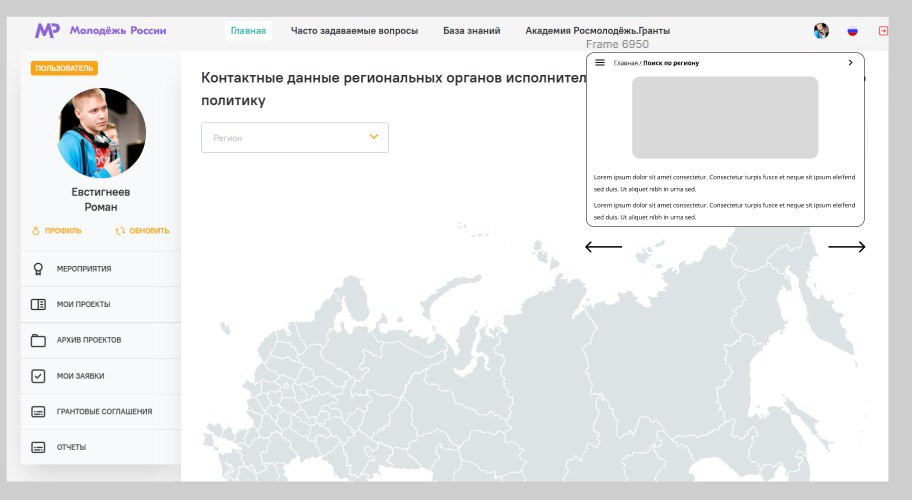 МР Молодёжь России
Главная
Часто задаваемые вопросы
База знаний
Академия Росмолодёжь.Гранты
ПОЛЬЗОВАТЕЛЬ
Евстигнеев
Роман
ПРОФИЛЬ
ОБНОВИТЬ
МЕРОПРИЯТИЯ
МОИ ПРОЕКТЫ
АРХИВ ПРОЕКТОВ
МОИ ЗАЯВКИ
ГРАНТОВЫЕ СОГЛАШЕНИЯ
ОТЧЕТЫ
Контактные данные региональных органов исполнител
политику
Регион
Frame 6950
Главная / Поиск по региону
Lorem ipsum dolor sit amet consectetur. Consectetur turpis fusce et neque sit ipsum eleifend
sed duis. Ut aliquet nibh in urna sed.
Lorem ipsum dolor sit amet consectetur. Consectetur turpis fusce et neque sit ipsum eleifend
sed duis. Ut aliquet nibh in urna sed.